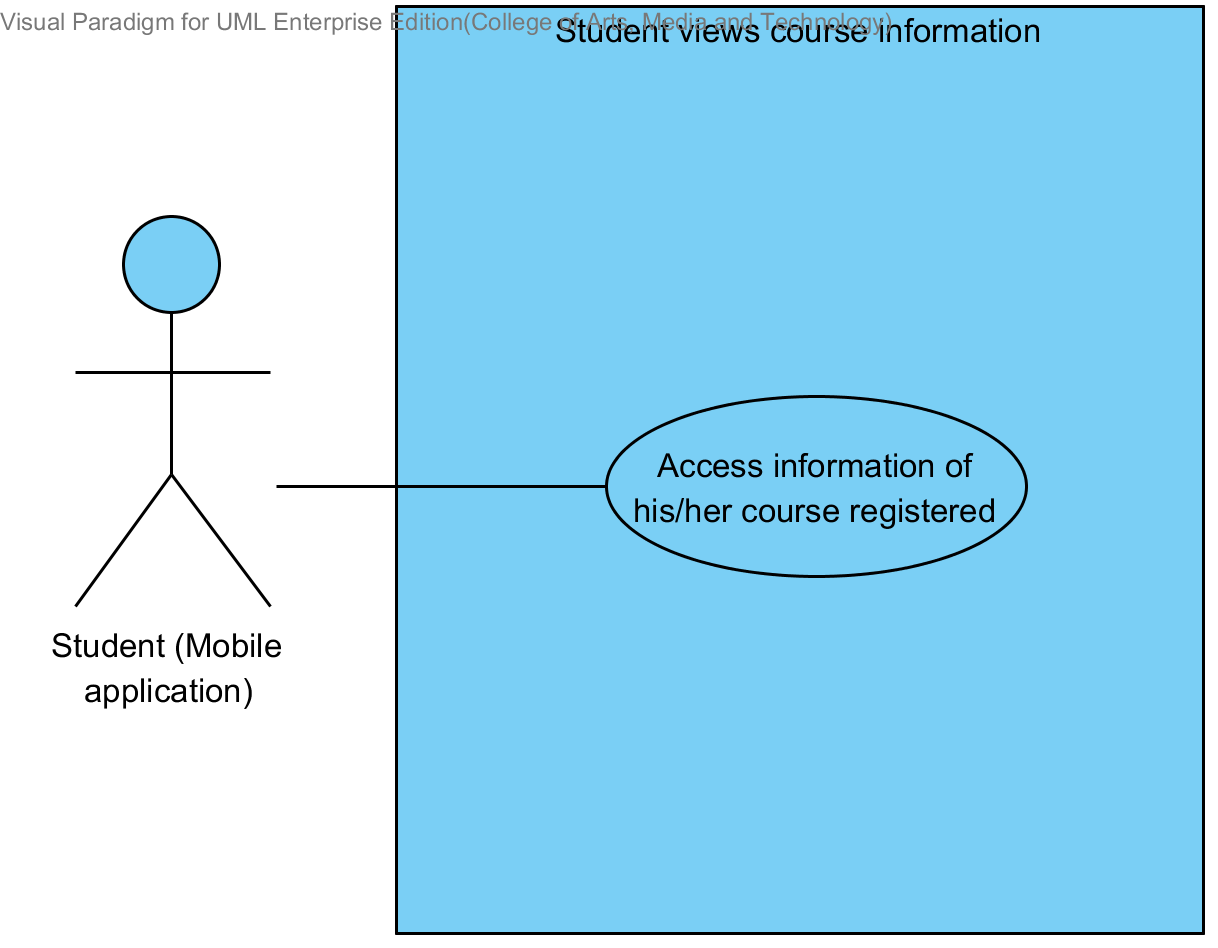 Visual Paradigm for UML Enterprise Edition(College of Arts, Media and Technology)
Student views course information
Access information of
his/her course registered
Student (Mobile
application)